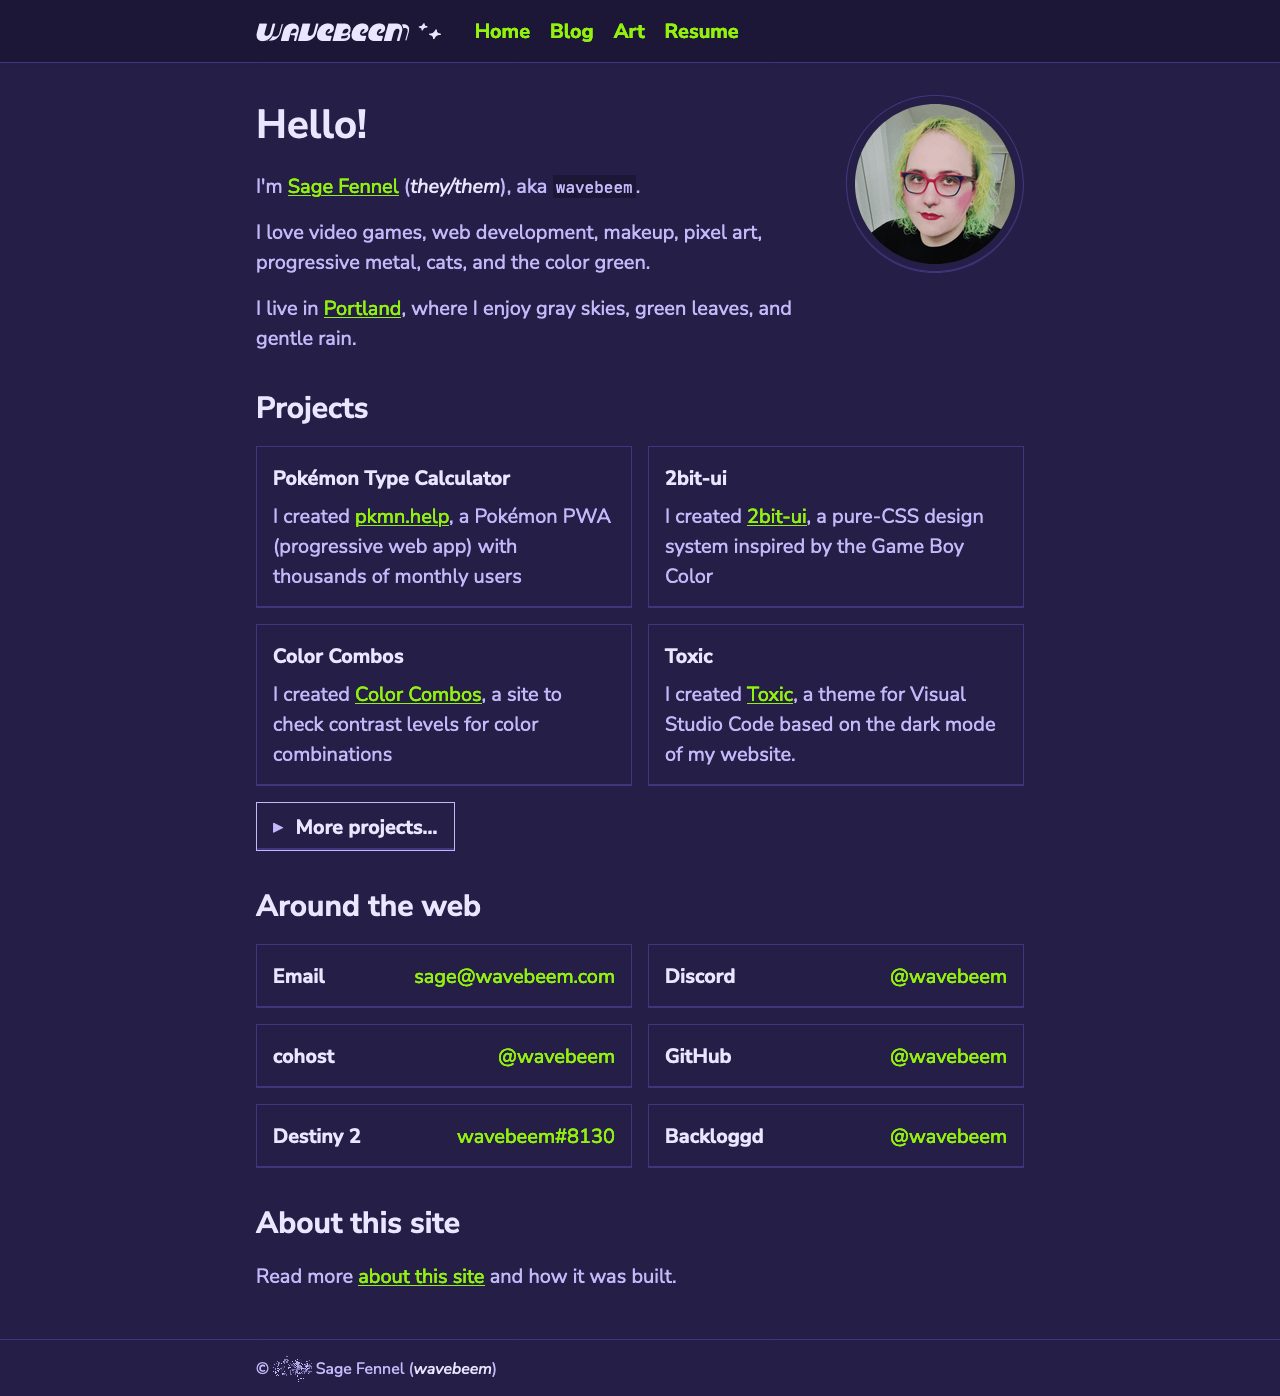 wavebeem
Home Blog Art Resume
Hello!
I'm Sage Fennel (they/them), aka wavebeem.
I love video games, web development, makeup, pixel art,
progressive metal, cats, and the color green.
I live in Portland, where I enjoy gray skies, green leaves, and
gentle rain.
Projects
Pokémon Type Calculator
I created pkmn.help, a Pokémon PWA
(progressive web app) with
thousands of monthly users
2bit-ui
I created 2bit-ui, a pure-CSS design
system inspired by the Game Boy
Color
Color Combos
I created Color Combos, a site to
check contrast levels for color
combinations
Toxic
I created Toxic, a theme for Visual
Studio Code based on the dark mode
of my website.
▸ More projects...
Around the web
Email sage@wavebeem.com
Discord @wavebeem
cohost @wavebeem
GitHub @wavebeem
Destiny 2 wavebeem#8130
Backloggd @wavebeem
About this site
Read more about this site and how it was built.
© Sage Fennel (wavebeem)